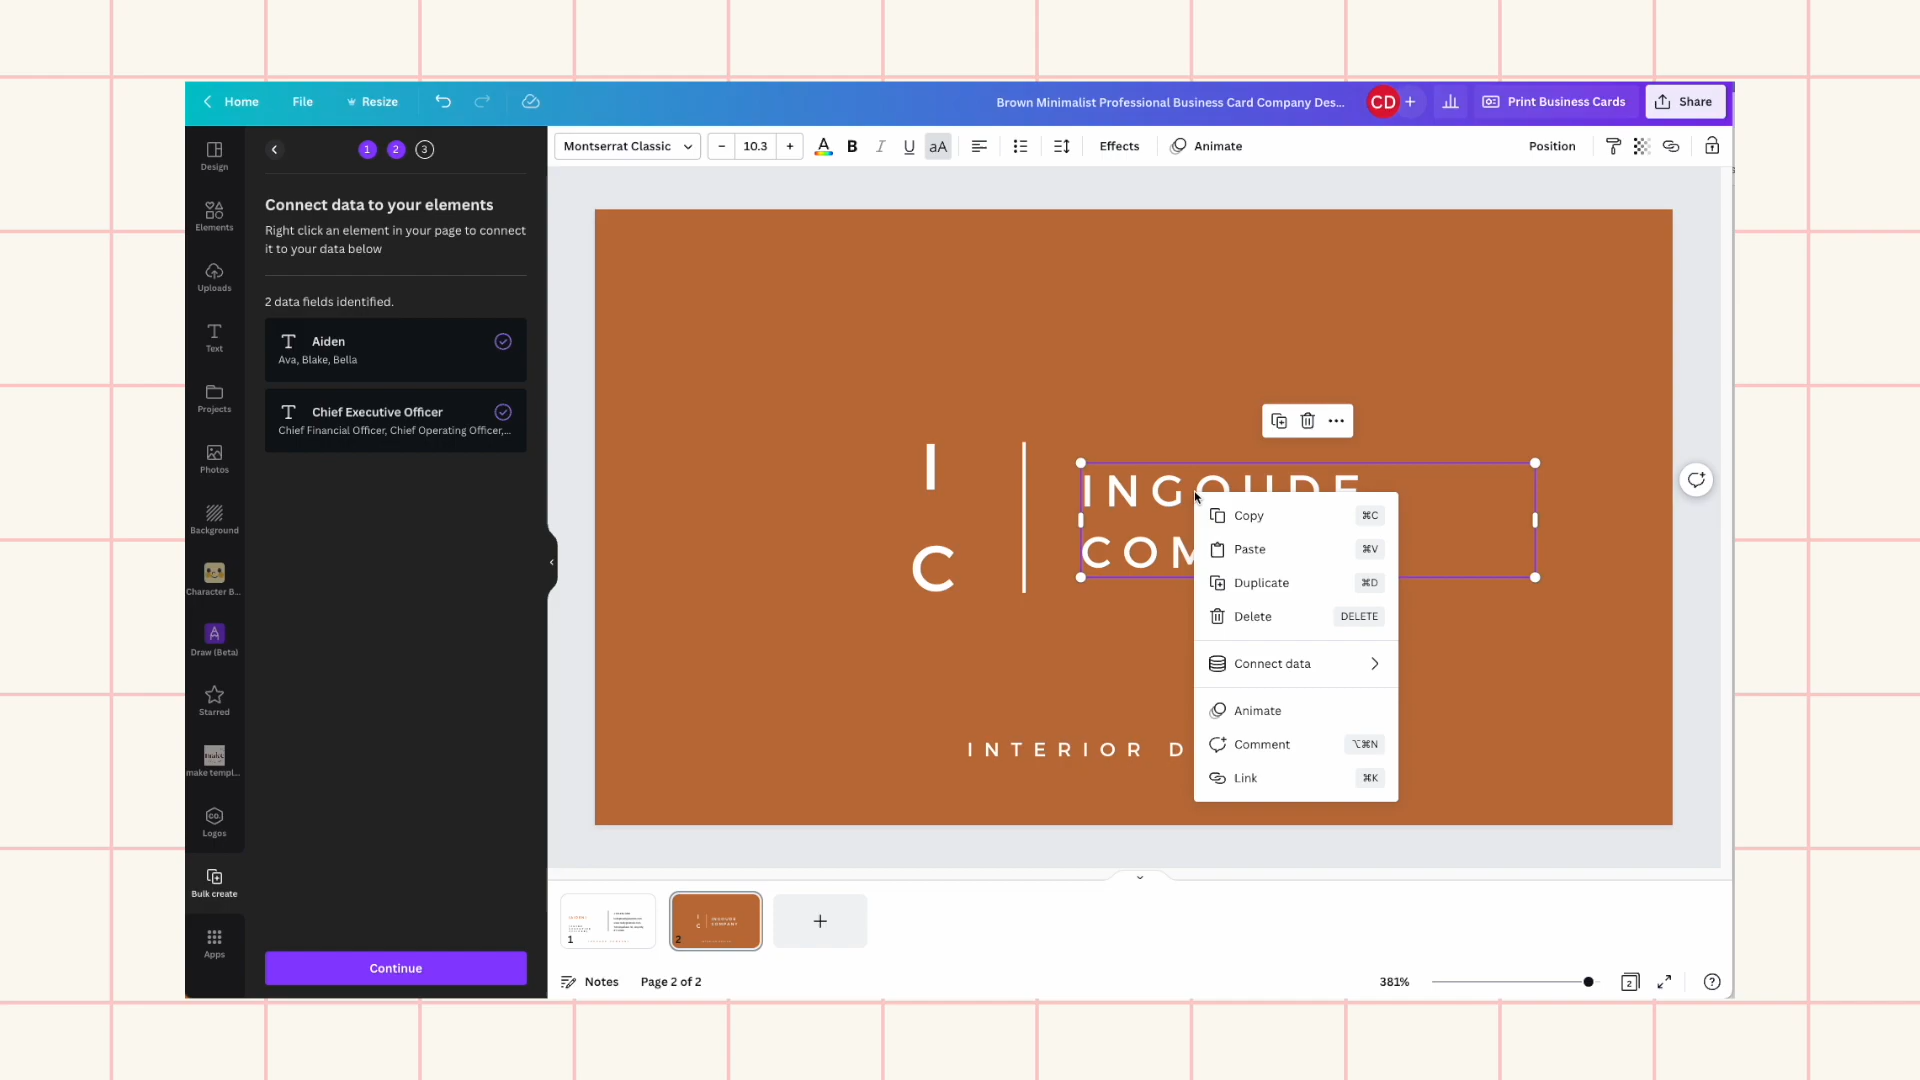 Home
File
Resize
Brown Minimalist Professional Business Card Company Des...
CD
+
Print Business Cards
Share
Design
Elements
Uploads
Text
Projects
Photos
Background
Character B...
Draw (Beta)
Starred
make templ...
Logos
Bulk create
Apps
1
2
3
Connect data to your elements
Right click an element in your page to connect
it to your data below
2 data fields identified.
Aiden
Ava, Blake, Bella
Chief Executive Officer
Chief Financial Officer, Chief Operating Officer,...
Continue
Montserrat Classic
– 10.3 +
A
B
I
U
aA
Effects
Animate
Position
I
C
INGOUDE
COM
INTERIOR D
Copy ⌘C
Paste ⌘V
Duplicate ⌘D
Delete DELETE
Connect data
Animate
Comment ⌥⌘N
Link ⌘K
1
2
INGOUDE
COMPANY
+
Notes
Page 2 of 2
381%
2
?